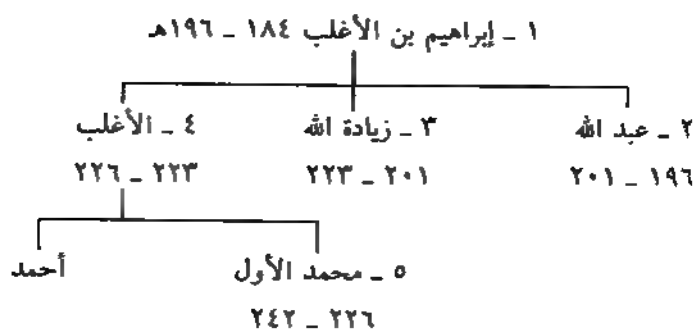 ١ ـ إبراهيم بن الأغلب ١٨٤ ـ ١٩٦هـ
٢ ـ عبد الله ٣ ـ زيادة الله ٤ ـ الأغلب
١٩٦ ـ ٢٠١ ٢٠١ ـ ٢٢٣ ٢٢٣ ـ ٢٢٦
٥ ـ محمد الأول أحمد
٢٢٦ ـ ٢٤٢